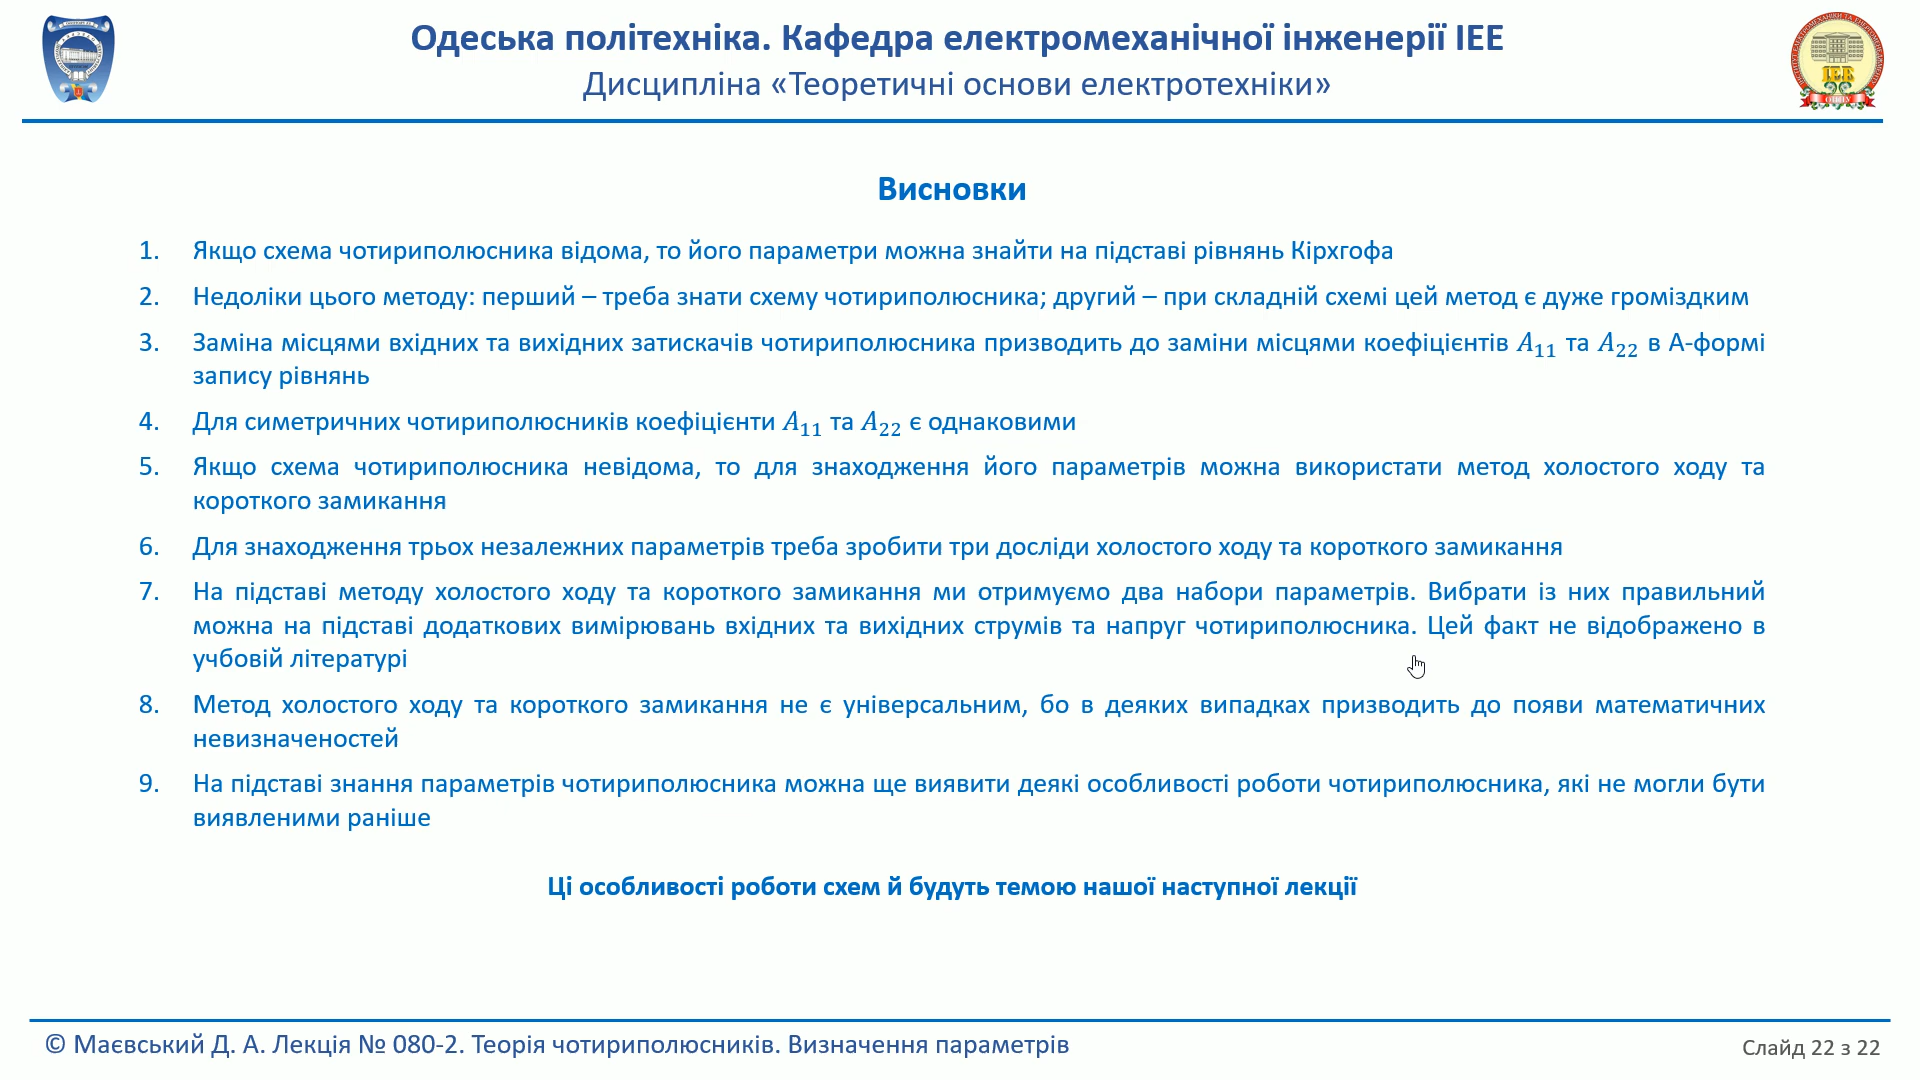 Одеська політехніка. Кафедра електромеханічної інженерії ІЕЕ
Дисципліна «Теоретичні основи електротехніки»
ІЕЕ
Висновки
1. Якщо схема чотириполюсника відома, то його параметри можна знайти на підставі рівнянь Кірхгофа
2. Недоліки цього методу: перший – треба знати схему чотириполюсника; другий – при складній схемі цей метод є дуже громіздким
3. Заміна місцями вхідних та вихідних затискачів чотириполюсника призводить до заміни місцями коефіцієнтів A₁₁ та A₂₂ в А-формі
запису рівнянь
4. Для симетричних чотириполюсників коефіцієнти A₁₁ та A₂₂ є однаковими
5. Якщо схема чотириполюсника невідома, то для знаходження його параметрів можна використати метод холостого ходу та
короткого замикання
6. Для знаходження трьох незалежних параметрів треба зробити три досліди холостого ходу та короткого замикання
7. На підставі методу холостого ходу та короткого замикання ми отримуємо два набори параметрів. Вибрати із них правильний
можна на підставі додаткових вимірювань вхідних та вихідних струмів та напруг чотириполюсника. Цей факт не відображено в
учбовій літературі
8. Метод холостого ходу та короткого замикання не є універсальним, бо в деяких випадках призводить до появи математичних
невизначеностей
9. На підставі знання параметрів чотириполюсника можна ще виявити деякі особливості роботи чотириполюсника, які не могли бути
виявленими раніше
Ці особливості роботи схем й будуть темою нашої наступної лекції
© Маєвський Д. А. Лекція № 080-2. Теорія чотириполюсників. Визначення параметрів
Слайд 22 з 22